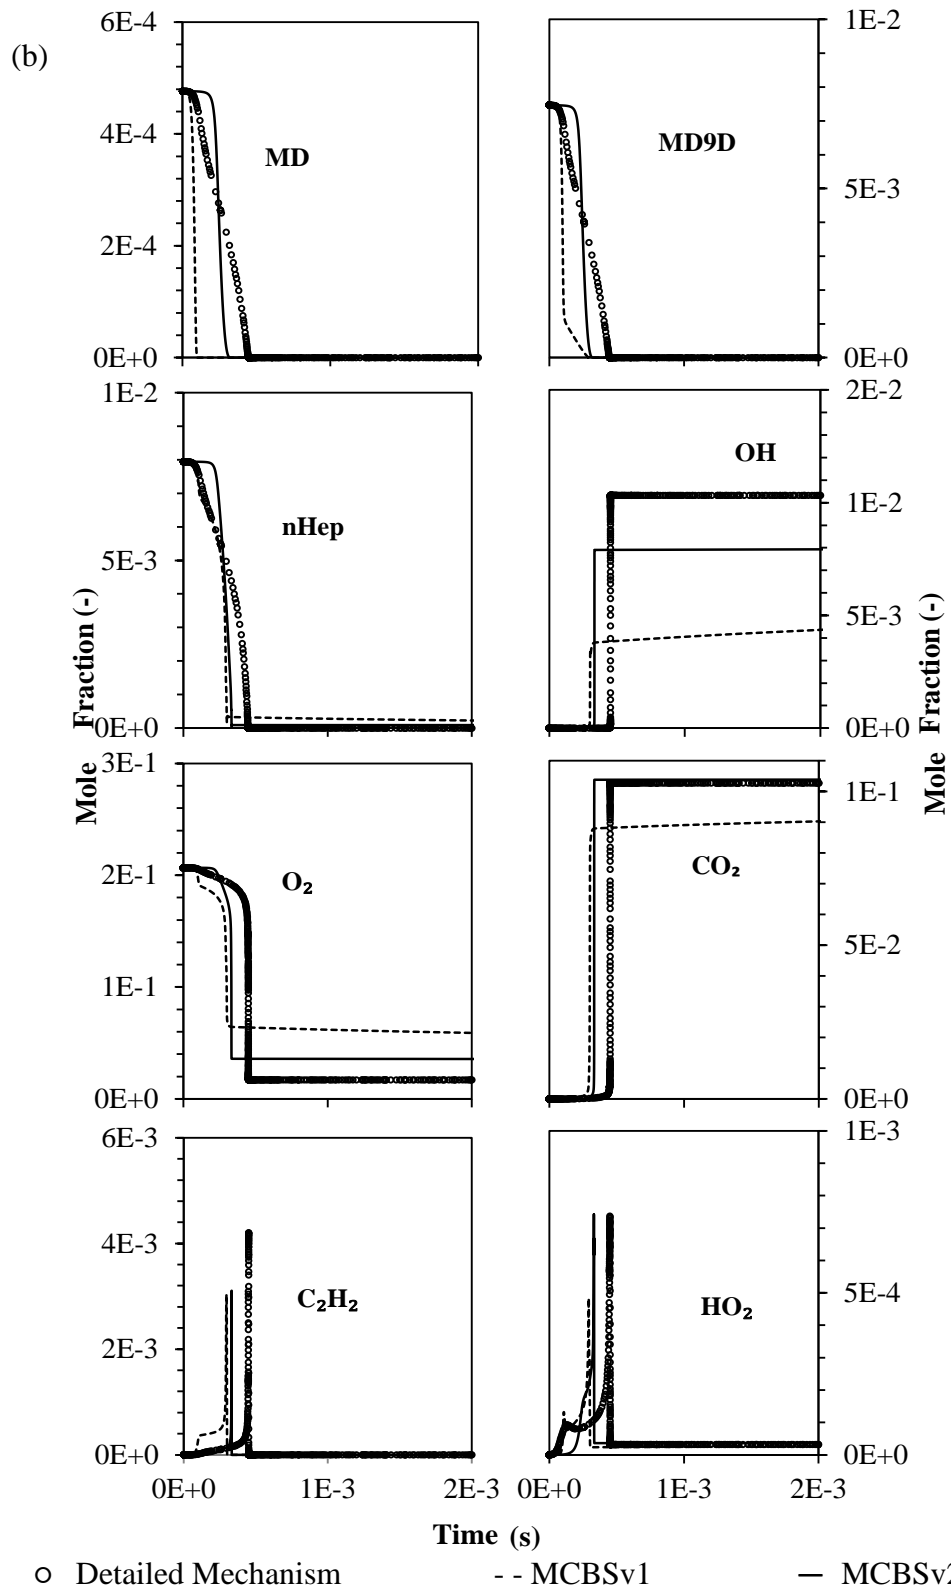 (b)
6E-4
4E-4
2E-4
0E+0
MD
1E-2
5E-3
0E+0
MD9D
1E-2
5E-3
0E+0
nHep
2E-2
1E-2
5E-3
0E+0
OH
Mole Fraction (-)
3E-1
2E-1
1E-1
0E+0
O₂
1E-1
5E-2
0E+0
CO₂
Mole Fraction (-)
6E-3
4E-3
2E-3
0E+0
C₂H₂
1E-3
5E-4
0E+0
HO₂
0E+0 1E-3 2E-3 0E+0 1E-3 2E-3
Time (s)
Detailed Mechanism - - MCBSv1 — MCBSv2